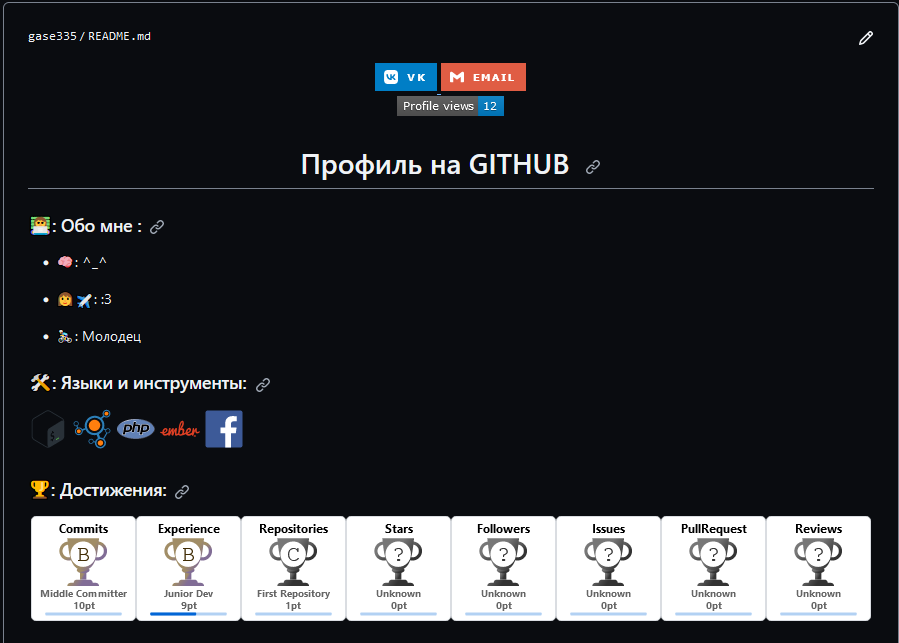 gase335/README.md
VK EMAIL
Profile views 12
Профиль на GITHUB
: Обо мне :
: ^_^
: :3
: Молодец
: Языки и инструменты:
php ember
: Достижения:
Commits Experience Repositories Stars Followers Issues PullRequest Reviews
B B C ? ? ? ? ?
Middle Committer Junior Dev First Repository Unknown Unknown Unknown Unknown Unknown
10pt 9pt 1pt 0pt 0pt 0pt 0pt 0pt